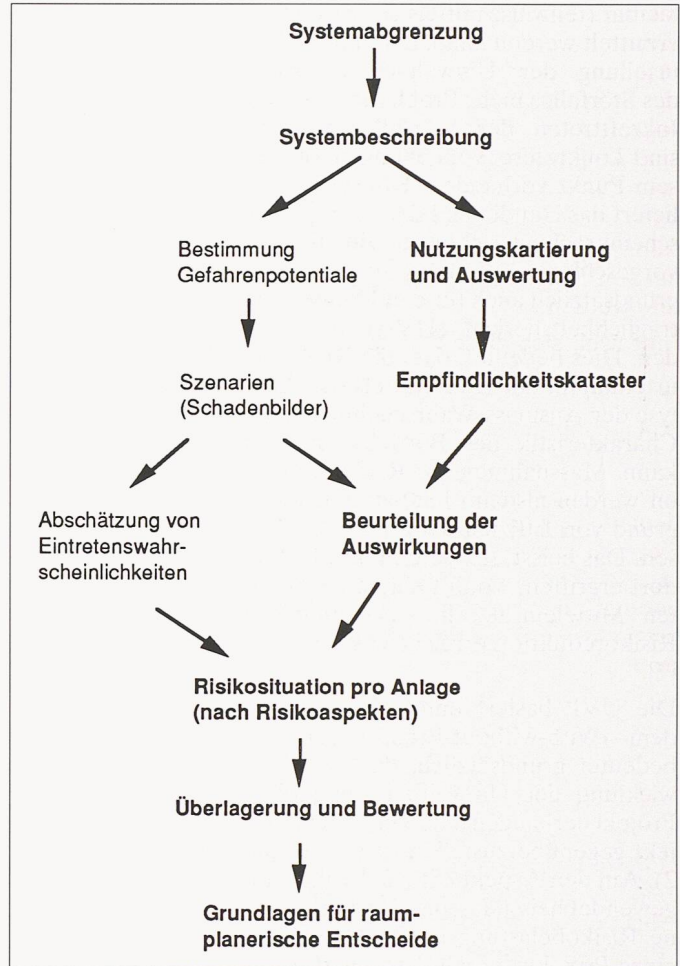 Systemabgrenzung
Systembeschreibung
Bestimmung
Gefahrenpotentiale
Nutzungskartierung
und Auswertung
Szenarien
(Schadenbilder)
Empfindlichkeitskataster
Abschätzung von
Eintretenswahr-
scheinlichkeiten
Beurteilung der
Auswirkungen
Risikosituation pro Anlage
(nach Risikoaspekten)
Überlagerung und Bewertung
Grundlagen für raum-
planerische Entscheide